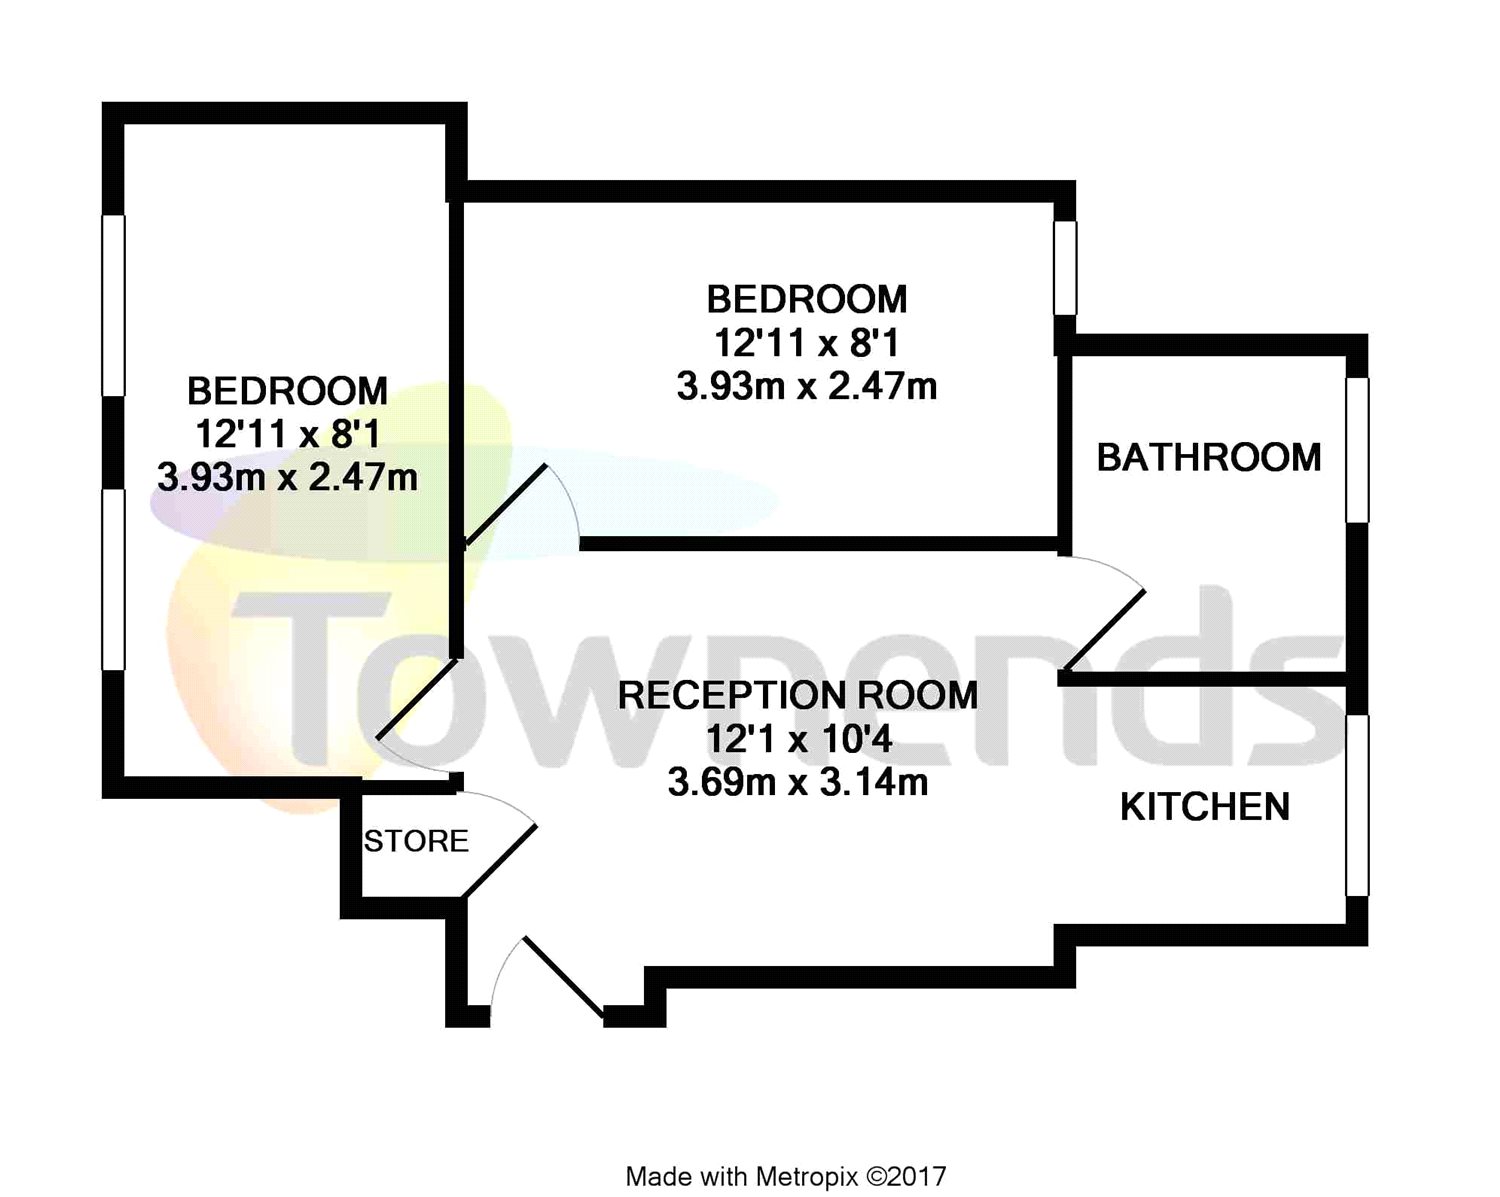 BEDROOM
12'11 x 8'1
3.93m x 2.47m
BEDROOM
12'11 x 8'1
3.93m x 2.47m
BATHROOM
Townends
RECEPTION ROOM
12'1 x 10'4
3.69m x 3.14m
KITCHEN
STORE
Made with Metropix ©2017